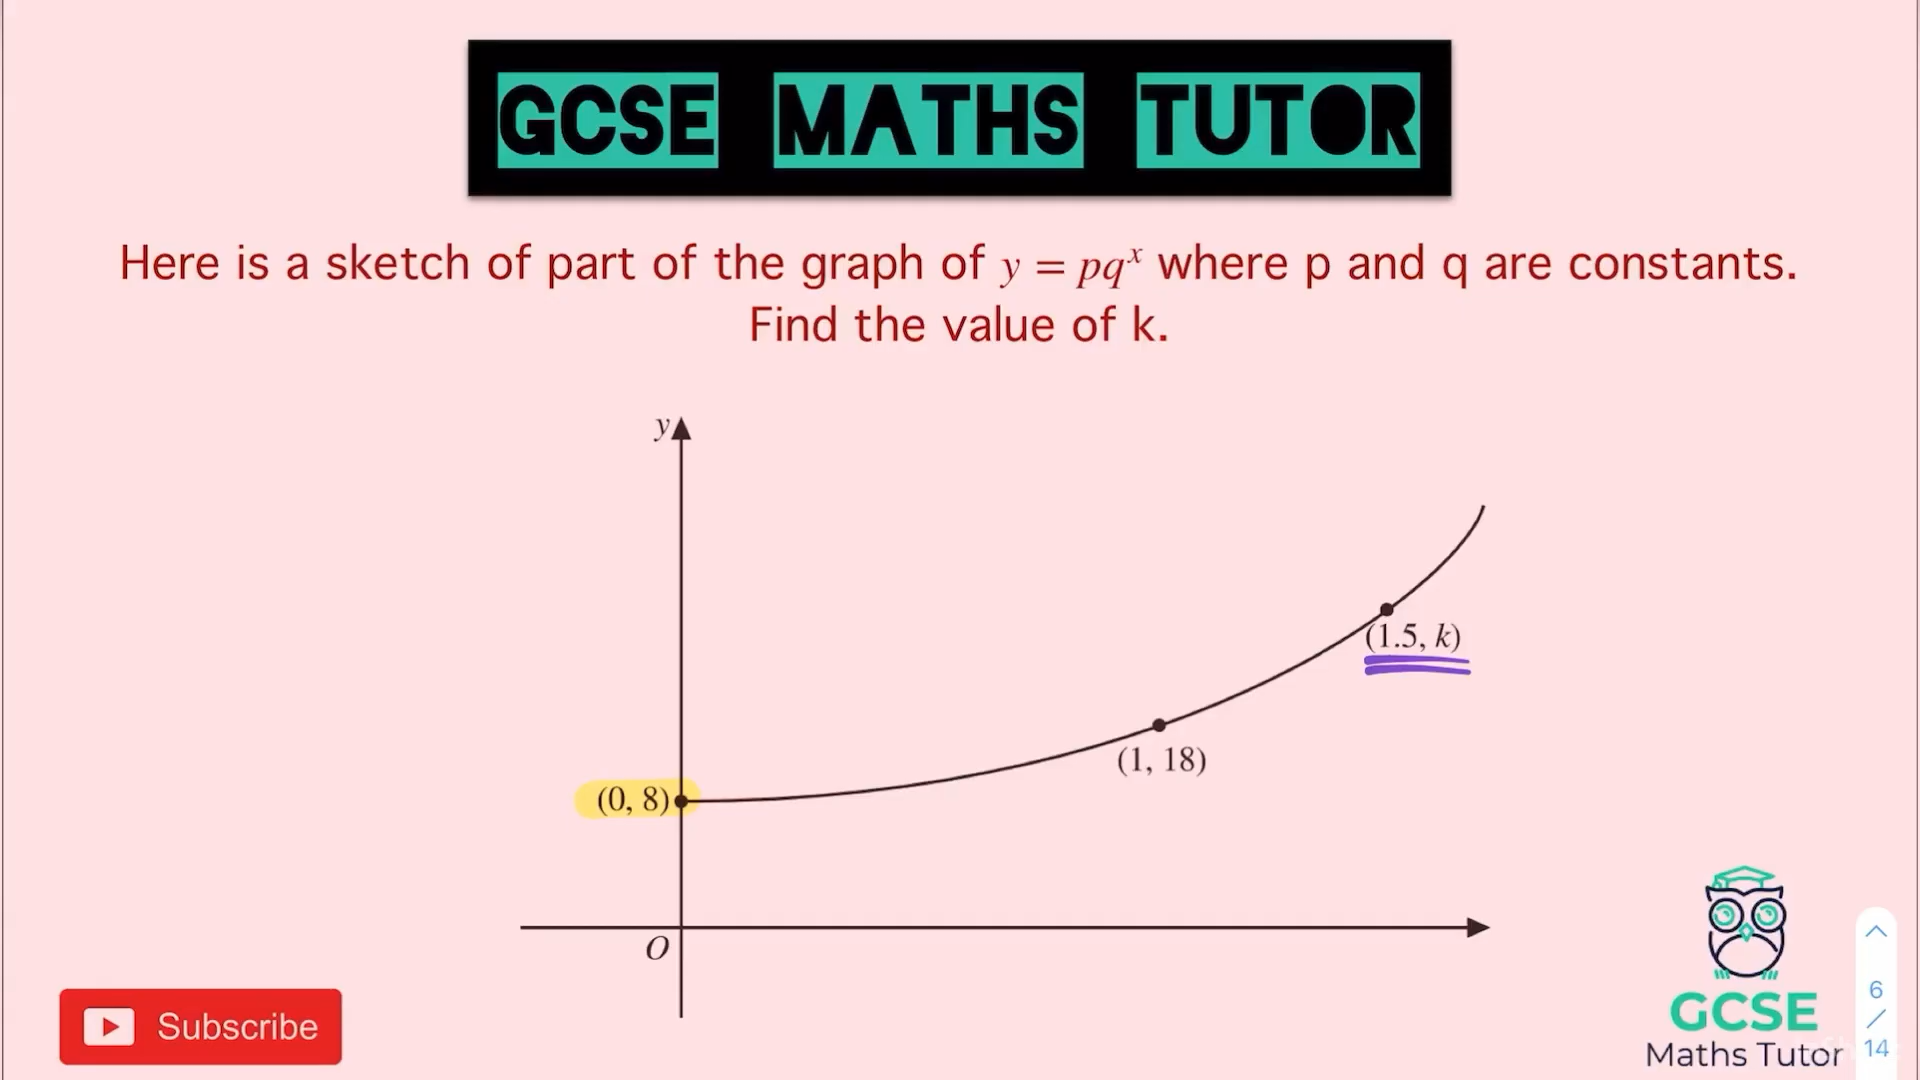 GCSE MATHS TUTOR
Here is a sketch of part of the graph of y = pqˣ where p and q are constants.
Find the value of k.
y
(1.5, k)
(1, 18)
(0, 8)
O
Subscribe
GCSE
Maths Tutor
6
/
14